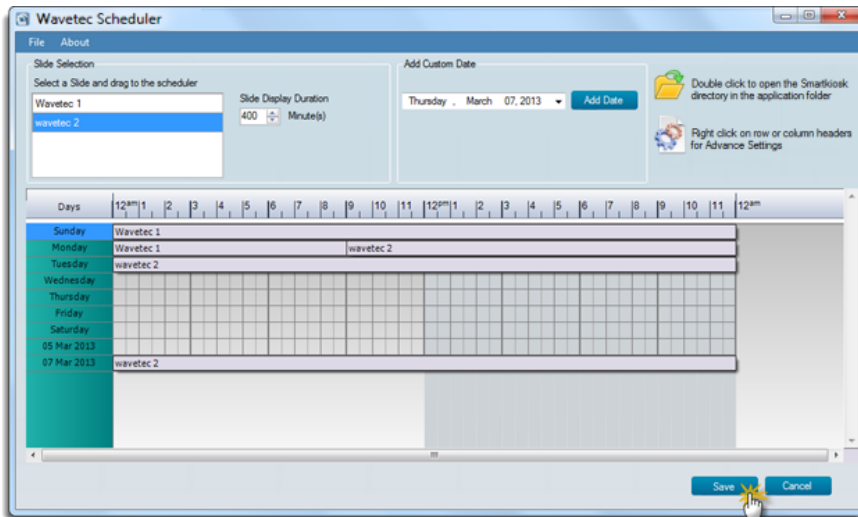 Wavetec Scheduler
File About
Slide Selection
Select a Slide and drag to the scheduler
Wavetec 1
wavetec 2
Slide Display Duration
400 Minute(s)
Add Custom Date
Thursday , March 07, 2013
Add Date
Double click to open the Smartkiosk
directory in the application folder
Right click on row or column headers
for Advance Settings
Days 12am 1 2 3 4 5 6 7 8 9 10 11 12pm 1 2 3 4 5 6 7 8 9 10 11 12am
Sunday Wavetec 1
Monday Wavetec 1 wavetec 2
Tuesday wavetec 2
Wednesday
Thursday
Friday
Saturday
05 Mar 2013
07 Mar 2013 wavetec 2
Save Cancel